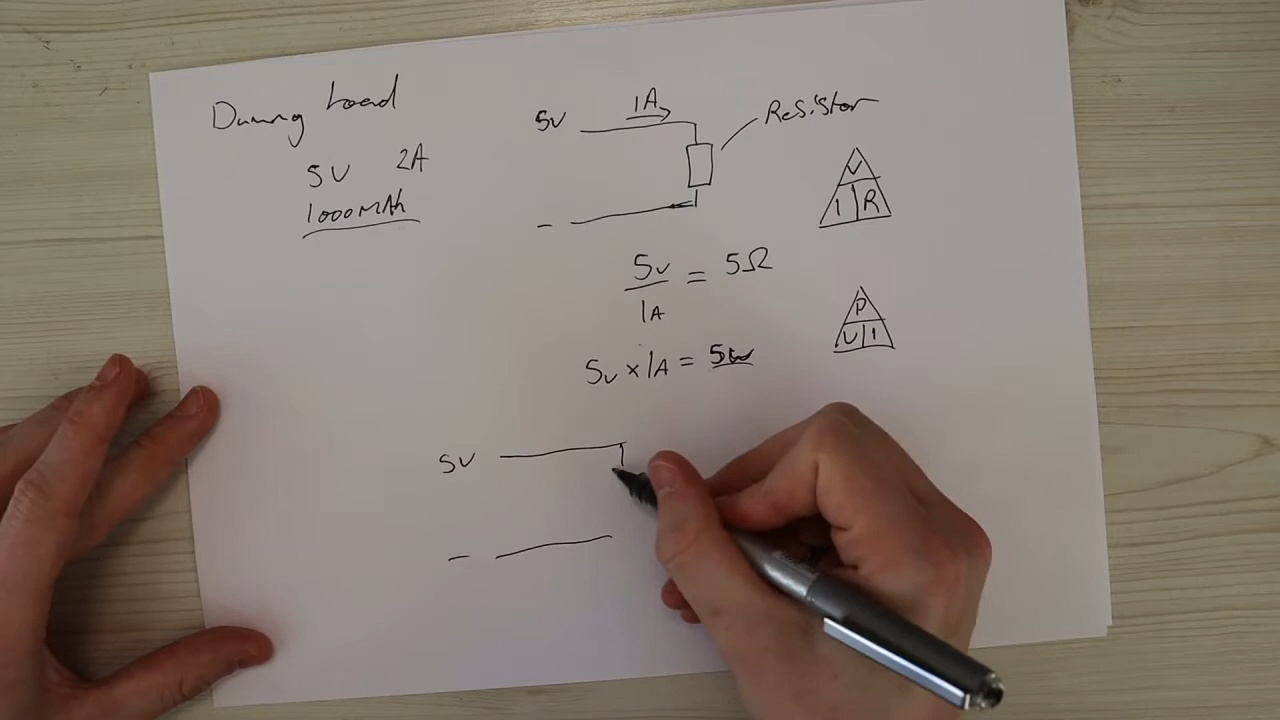 Dummy Load
5V 2A
1000mAh
5V 1A
Resistor
V
I R
-
5v
1A
= 5Ω
P
V I
5v × 1A = 5w
5V
-